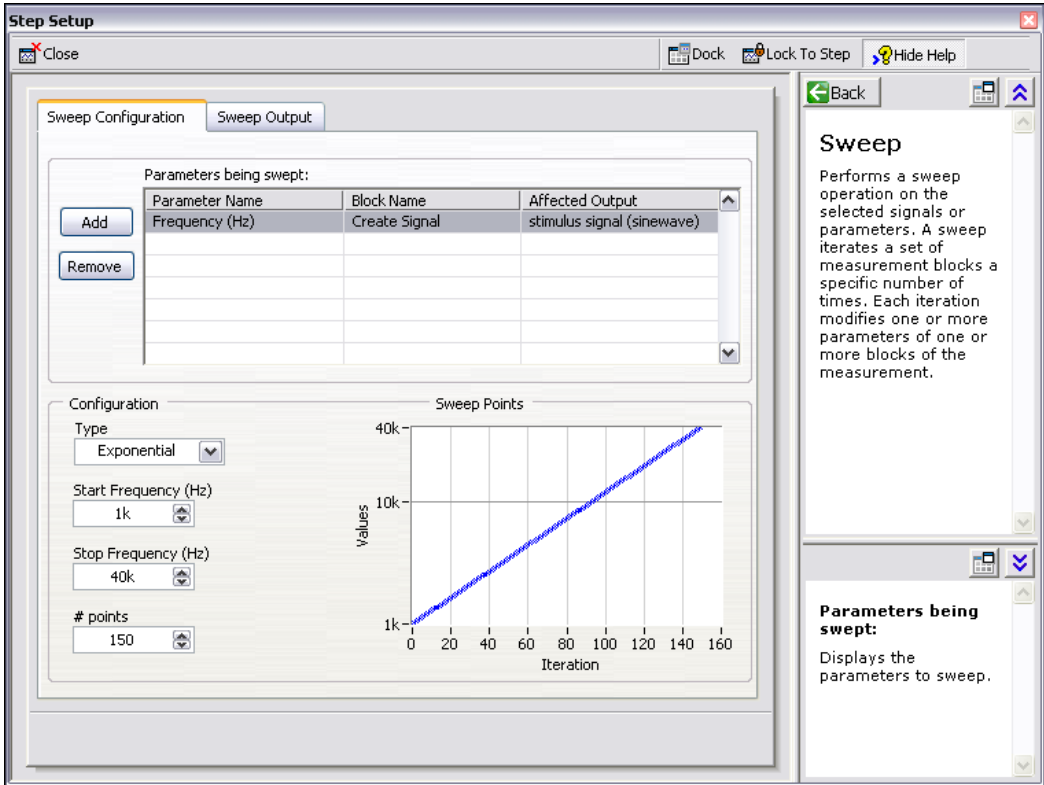 Step Setup
Close
Dock
Lock To Step
Hide Help
Sweep Configuration
Sweep Output
Parameters being swept:
Parameter Name Block Name Affected Output
Frequency (Hz) Create Signal stimulus signal (sinewave)
Add
Remove
Configuration
Type
Exponential
Start Frequency (Hz)
1k
Stop Frequency (Hz)
40k
# points
150
Sweep Points
40k
10k
1k
Values
0 20 40 60 80 100 120 140 160
Iteration
Back
Sweep
Performs a sweep
operation on the
selected signals or
parameters. A sweep
iterates a set of
measurement blocks a
specific number of
times. Each iteration
modifies one or more
parameters of one or
more blocks of the
measurement.
Parameters being
swept:
Displays the
parameters to sweep.